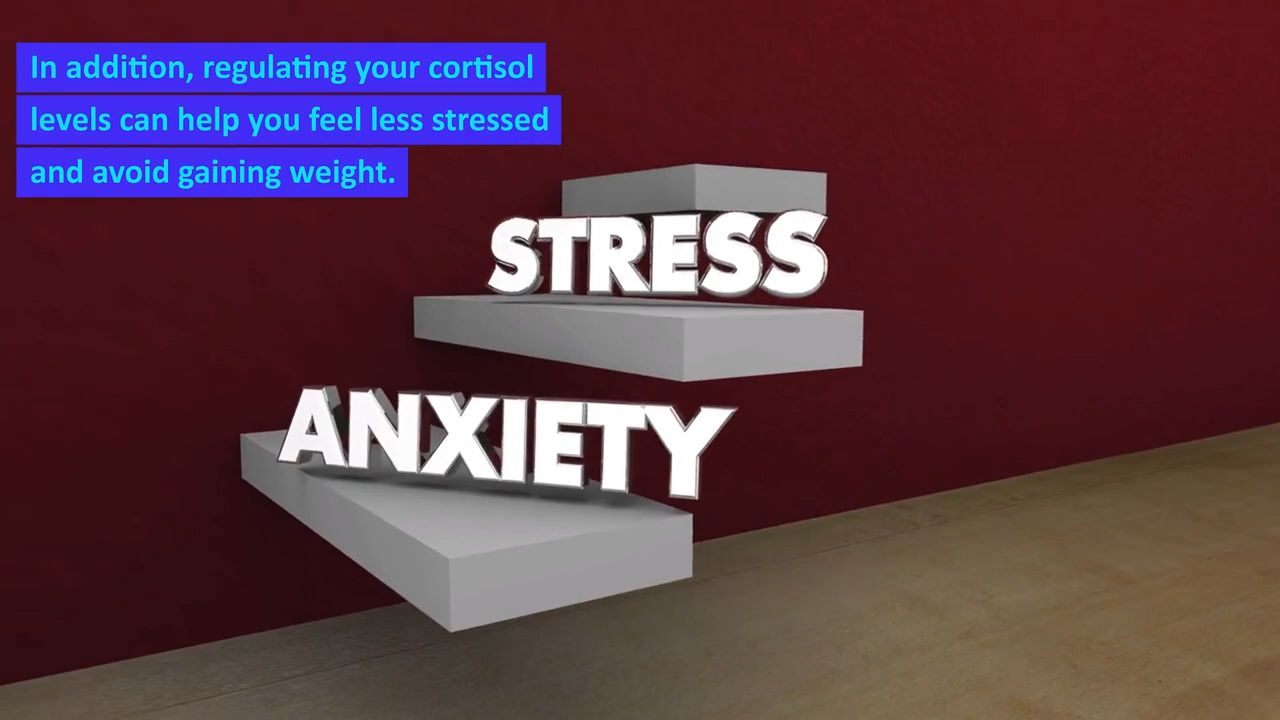 In addition, regulating your cortisol
levels can help you feel less stressed
and avoid gaining weight.
STRESS
ANXIETY